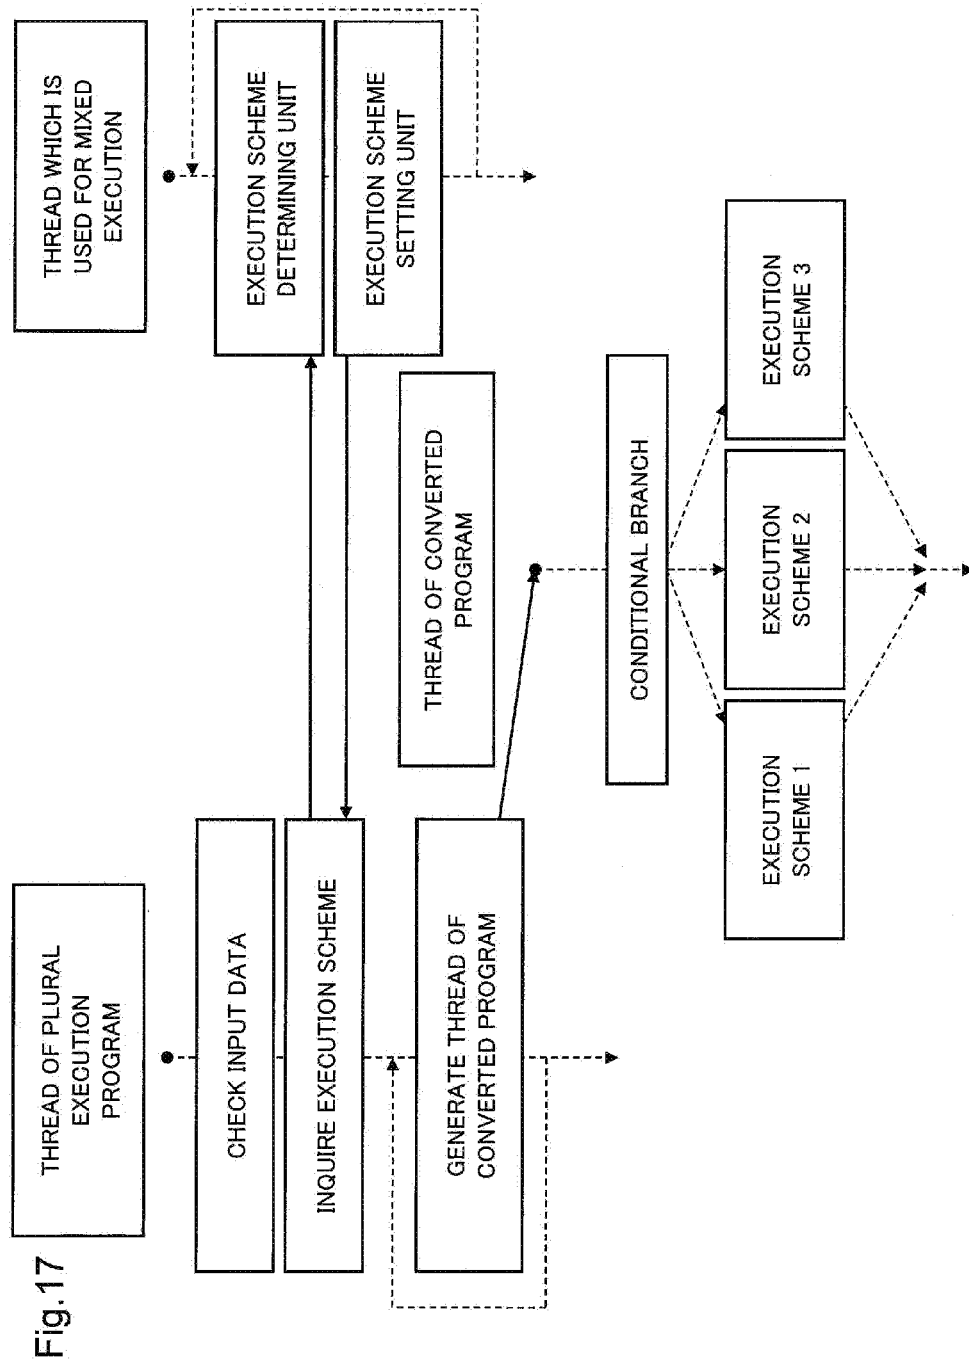 Fig.17
THREAD OF PLURAL
EXECUTION
PROGRAM
CHECK INPUT DATA
INQUIRE EXECUTION SCHEME
GENERATE THREAD OF
CONVERTED PROGRAM
THREAD OF CONVERTED
PROGRAM
CONDITIONAL BRANCH
EXECUTION
SCHEME 1
EXECUTION
SCHEME 2
EXECUTION
SCHEME 3
THREAD WHICH IS
USED FOR MIXED
EXECUTION
EXECUTION SCHEME
DETERMINING UNIT
EXECUTION SCHEME
SETTING UNIT